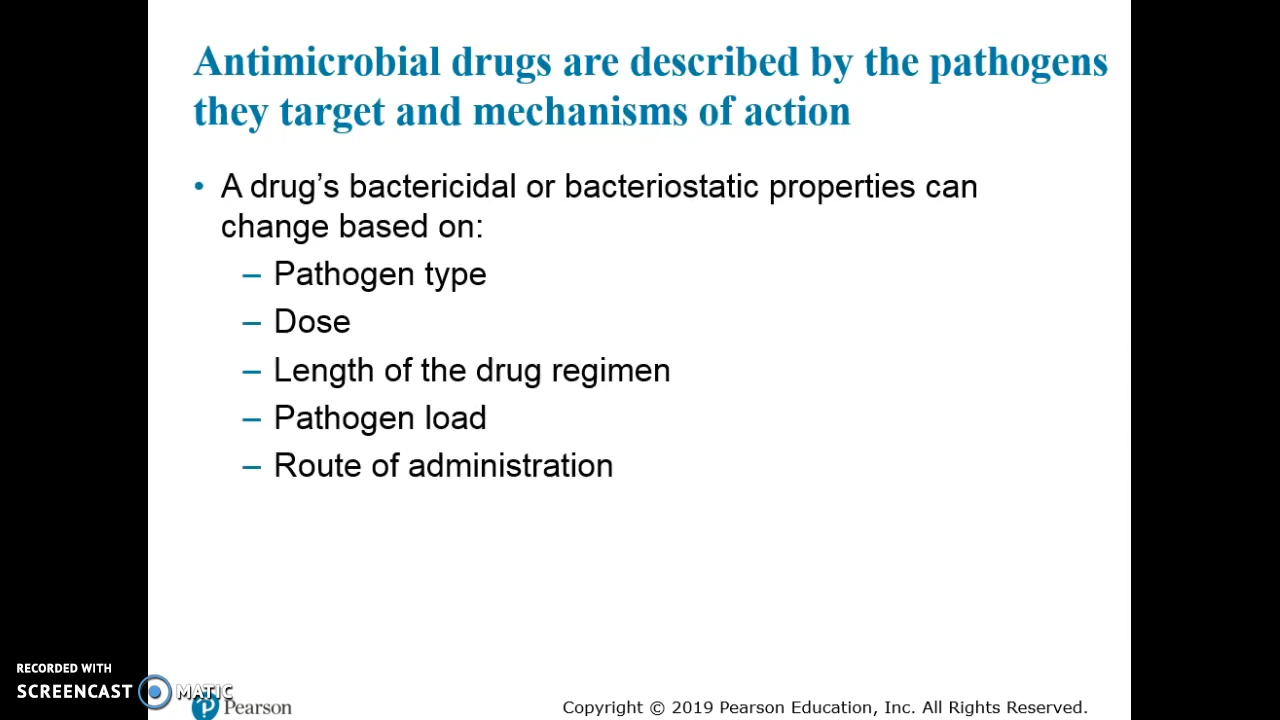 Antimicrobial drugs are described by the pathogens
they target and mechanisms of action
• A drug’s bactericidal or bacteriostatic properties can
change based on:
– Pathogen type
– Dose
– Length of the drug regimen
– Pathogen load
– Route of administration
RECORDED WITH
SCREENCAST MATIC
P Pearson
Copyright © 2019 Pearson Education, Inc. All Rights Reserved.